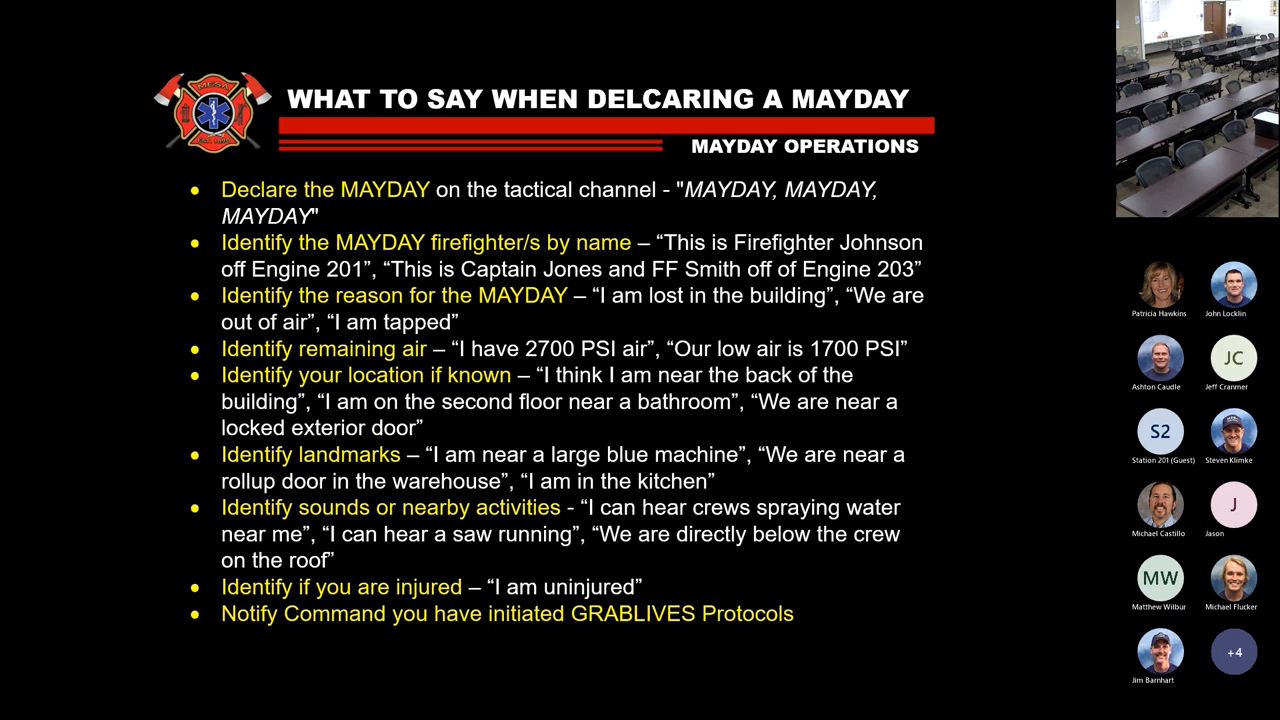 WHAT TO SAY WHEN DELCARING A MAYDAY
MAYDAY OPERATIONS
• Declare the MAYDAY on the tactical channel - "MAYDAY, MAYDAY,
MAYDAY"
• Identify the MAYDAY firefighter/s by name – “This is Firefighter Johnson
off Engine 201”, “This is Captain Jones and FF Smith off of Engine 203”
• Identify the reason for the MAYDAY – “I am lost in the building”, “We are
out of air”, “I am tapped”
• Identify remaining air – “I have 2700 PSI air”, “Our low air is 1700 PSI”
• Identify your location if known – “I think I am near the back of the
building”, “I am on the second floor near a bathroom”, “We are near a
locked exterior door”
• Identify landmarks – “I am near a large blue machine”, “We are near a
rollup door in the warehouse”, “I am in the kitchen”
• Identify sounds or nearby activities - “I can hear crews spraying water
near me”, “I can hear a saw running”, “We are directly below the crew
on the roof”
• Identify if you are injured – “I am uninjured”
• Notify Command you have initiated GRABLIVES Protocols
MESA
Patricia Hawkins
John Locklin
Ashton Caudle
JC
Jeff Cranmer
S2
Station 201 (Guest)
Steven Klimke
Michael Castillo
J
Jason
MW
Matthew Wilbur
Michael Flucker
Jim Barnhart
+4